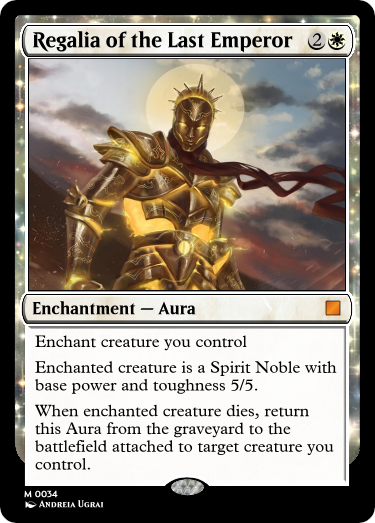 Regalia of the Last Emperor 2
Enchantment — Aura
Enchant creature you control
Enchanted creature is a Spirit Noble with
base power and toughness 5/5.
When enchanted creature dies, return
this Aura from the graveyard to the
battlefield attached to target creature you
control.
M 0034
Andreia Ugrai